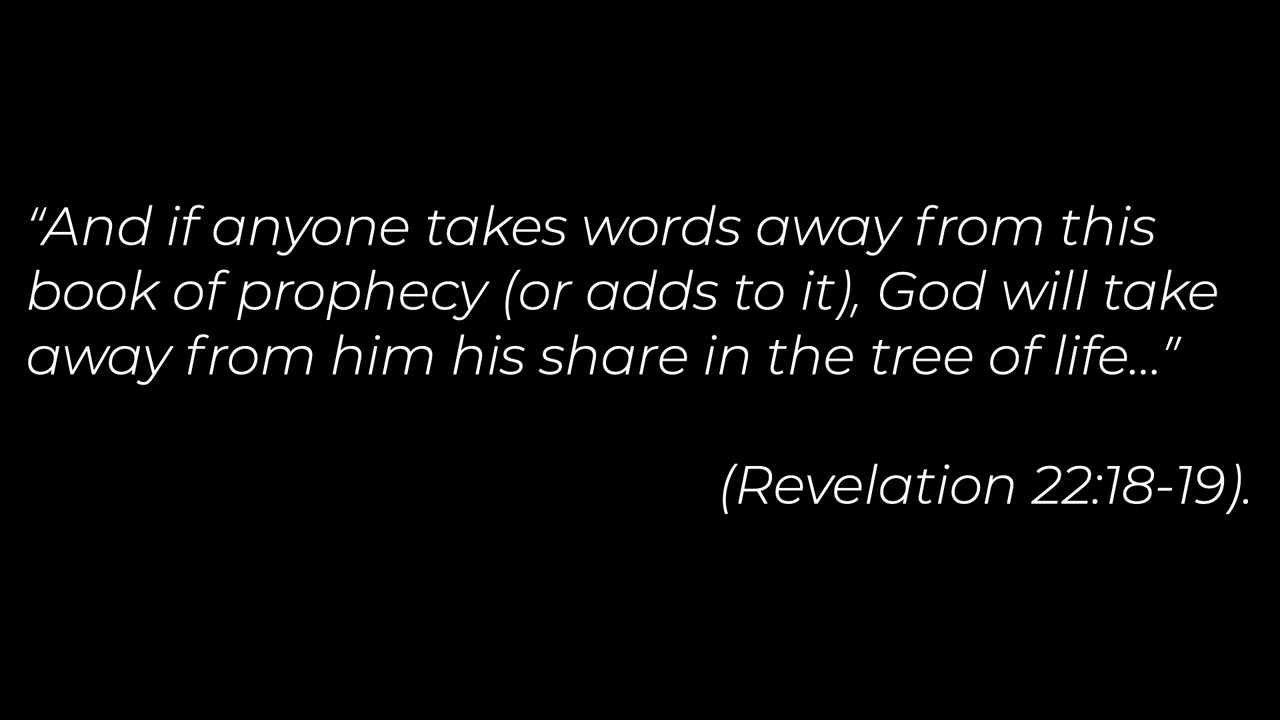 “And if anyone takes words away from this
book of prophecy (or adds to it), God will take
away from him his share in the tree of life...”
(Revelation 22:18-19).